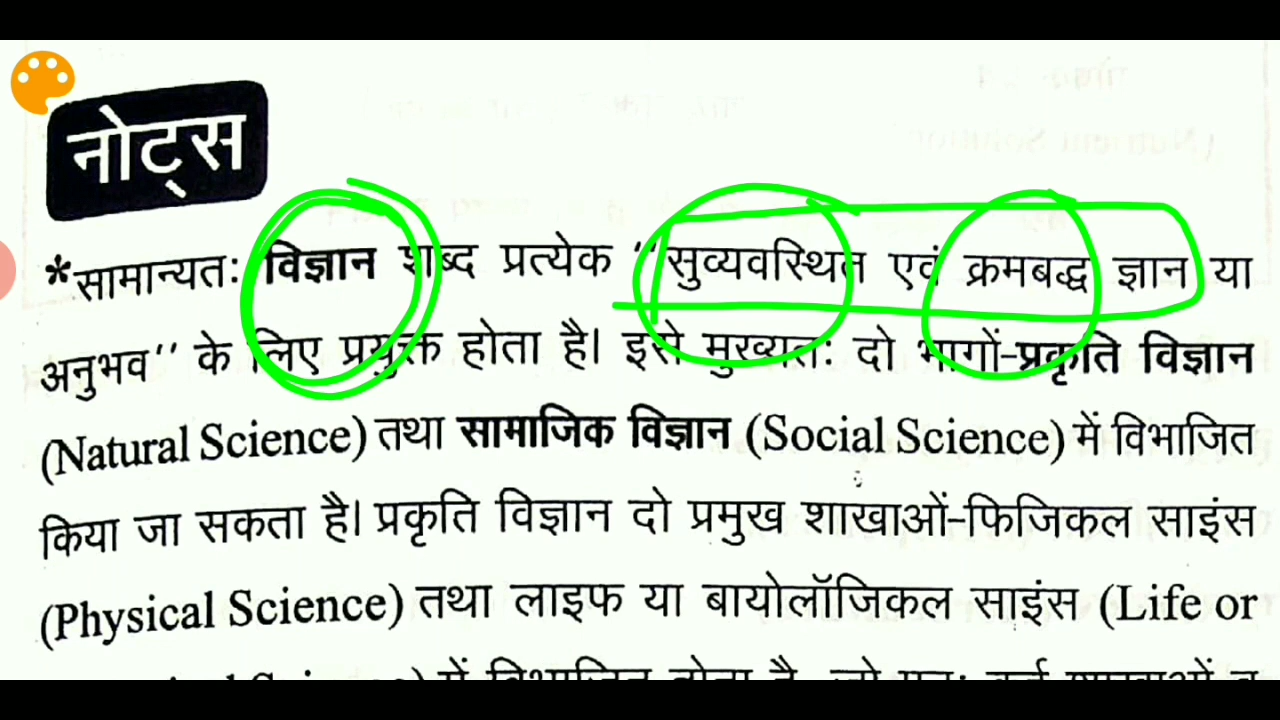 नोट्स
*सामान्यतः विज्ञान शब्द प्रत्येक "सुव्यवस्थित एवं क्रमबद्ध ज्ञान या
अनुभव" के लिए प्रयुक्त होता है। इसे मुख्यतः दो भागों-प्रकृति विज्ञान
(Natural Science) तथा सामाजिक विज्ञान (Social Science) में विभाजित
किया जा सकता है। प्रकृति विज्ञान दो प्रमुख शाखाओं-फिजिकल साइंस
(Physical Science) तथा लाइफ या बायोलॉजिकल साइंस (Life or
में विभाजित होता है